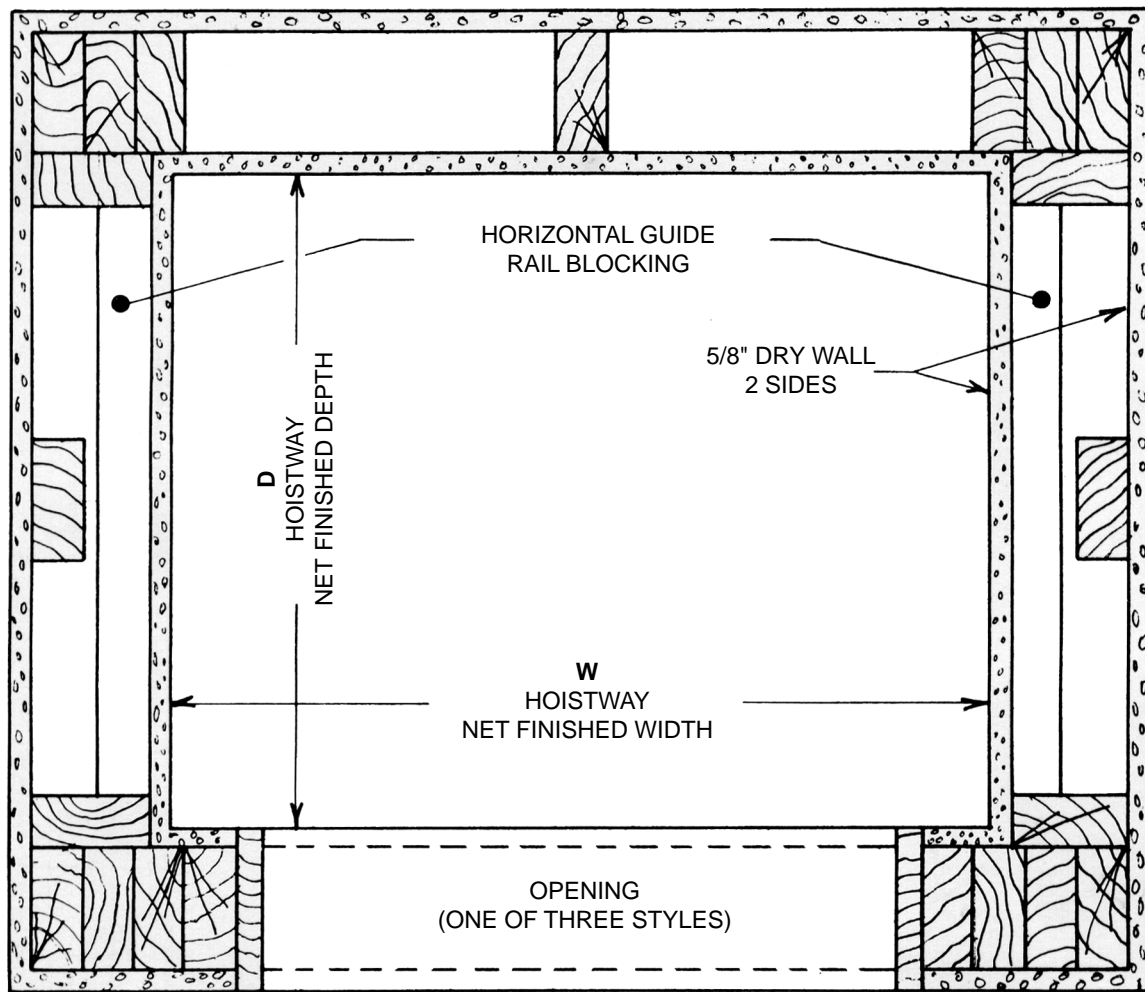 HORIZONTAL GUIDE
RAIL BLOCKING
5/8" DRY WALL
2 SIDES
D
HOISTWAY
NET FINISHED DEPTH
W
HOISTWAY
NET FINISHED WIDTH
OPENING
(ONE OF THREE STYLES)